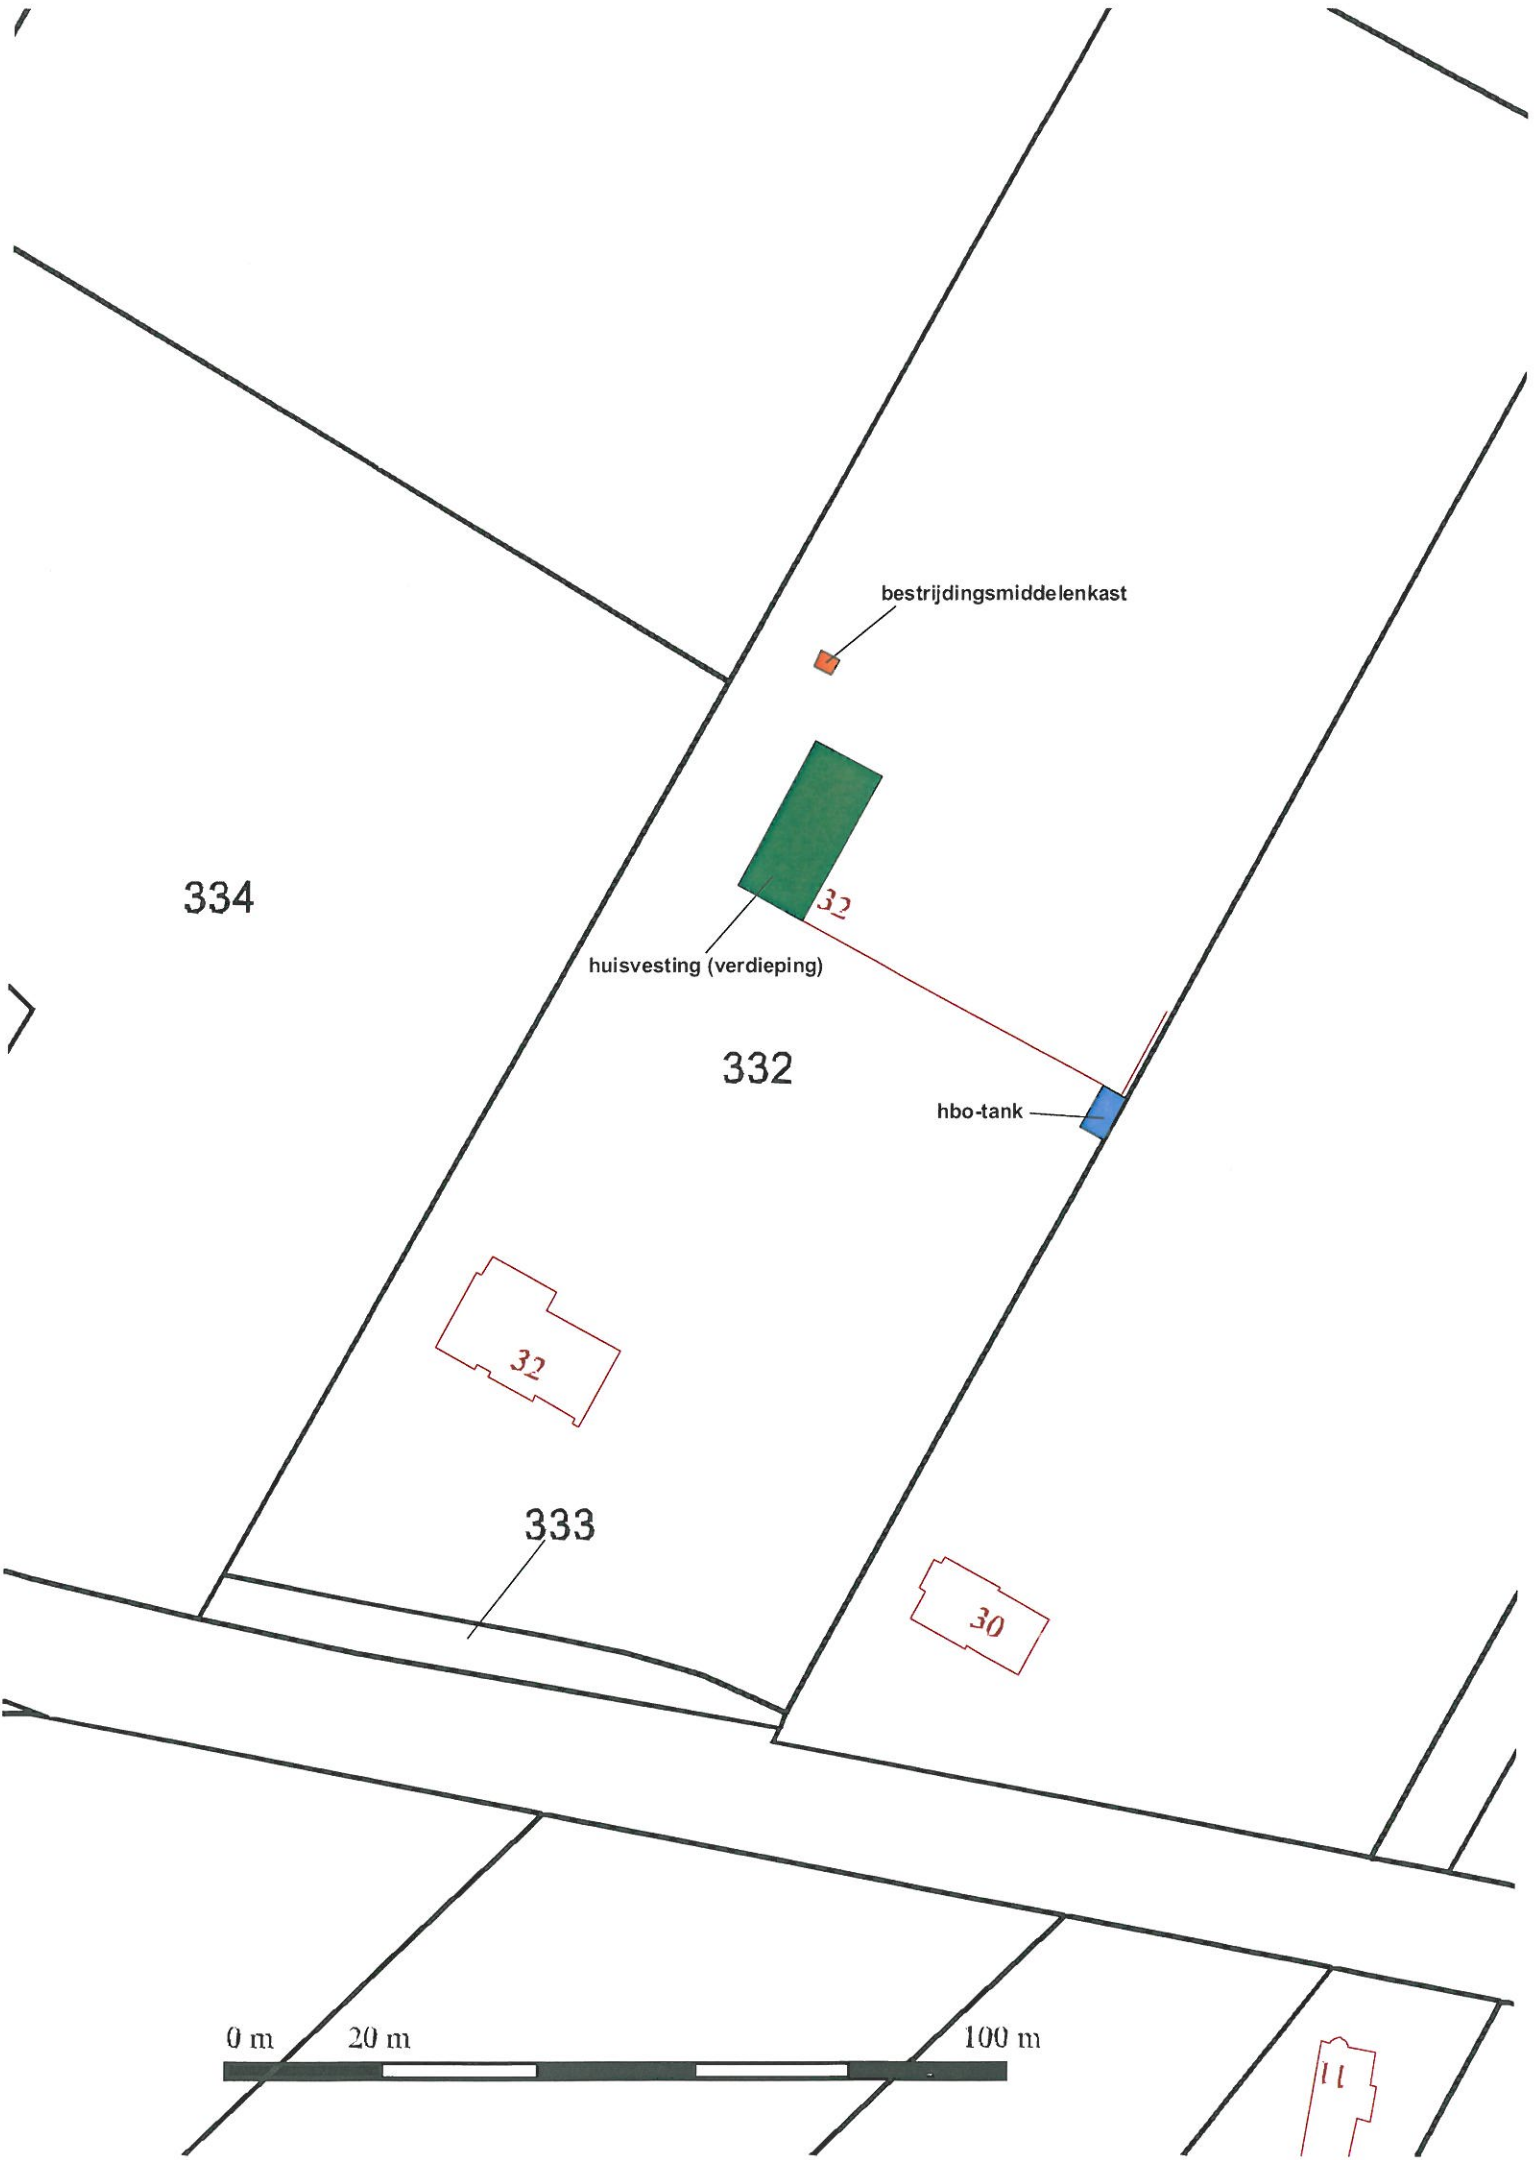 bestrijdingsmiddelenkast
334
32
huisvesting (verdieping)
332
hbo-tank
32
333
30
0 m 20 m 100 m
11